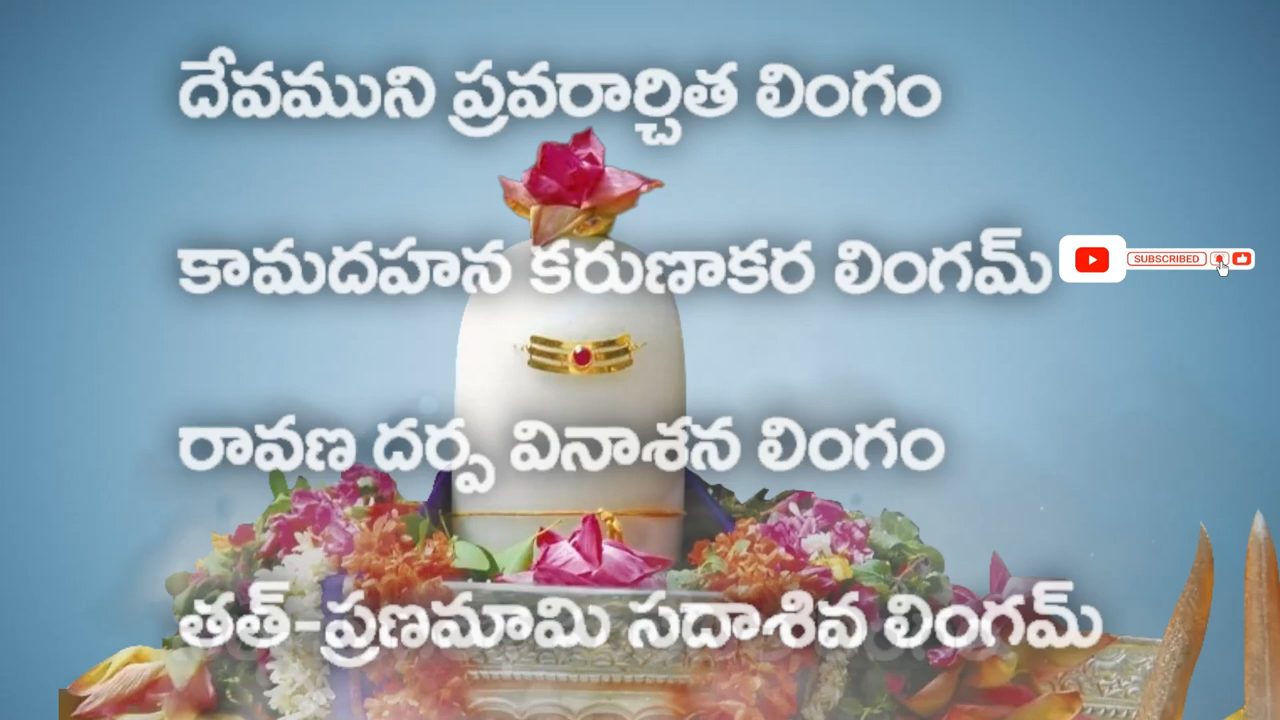 దేవముని ప్రవరార్చిత లింగం
కామదహన కరుణాకర లింగమ్
SUBSCRIBED
రావణ దర్ప వినాశన లింగం
తత్-ప్రణమామి సదాశివ లింగమ్